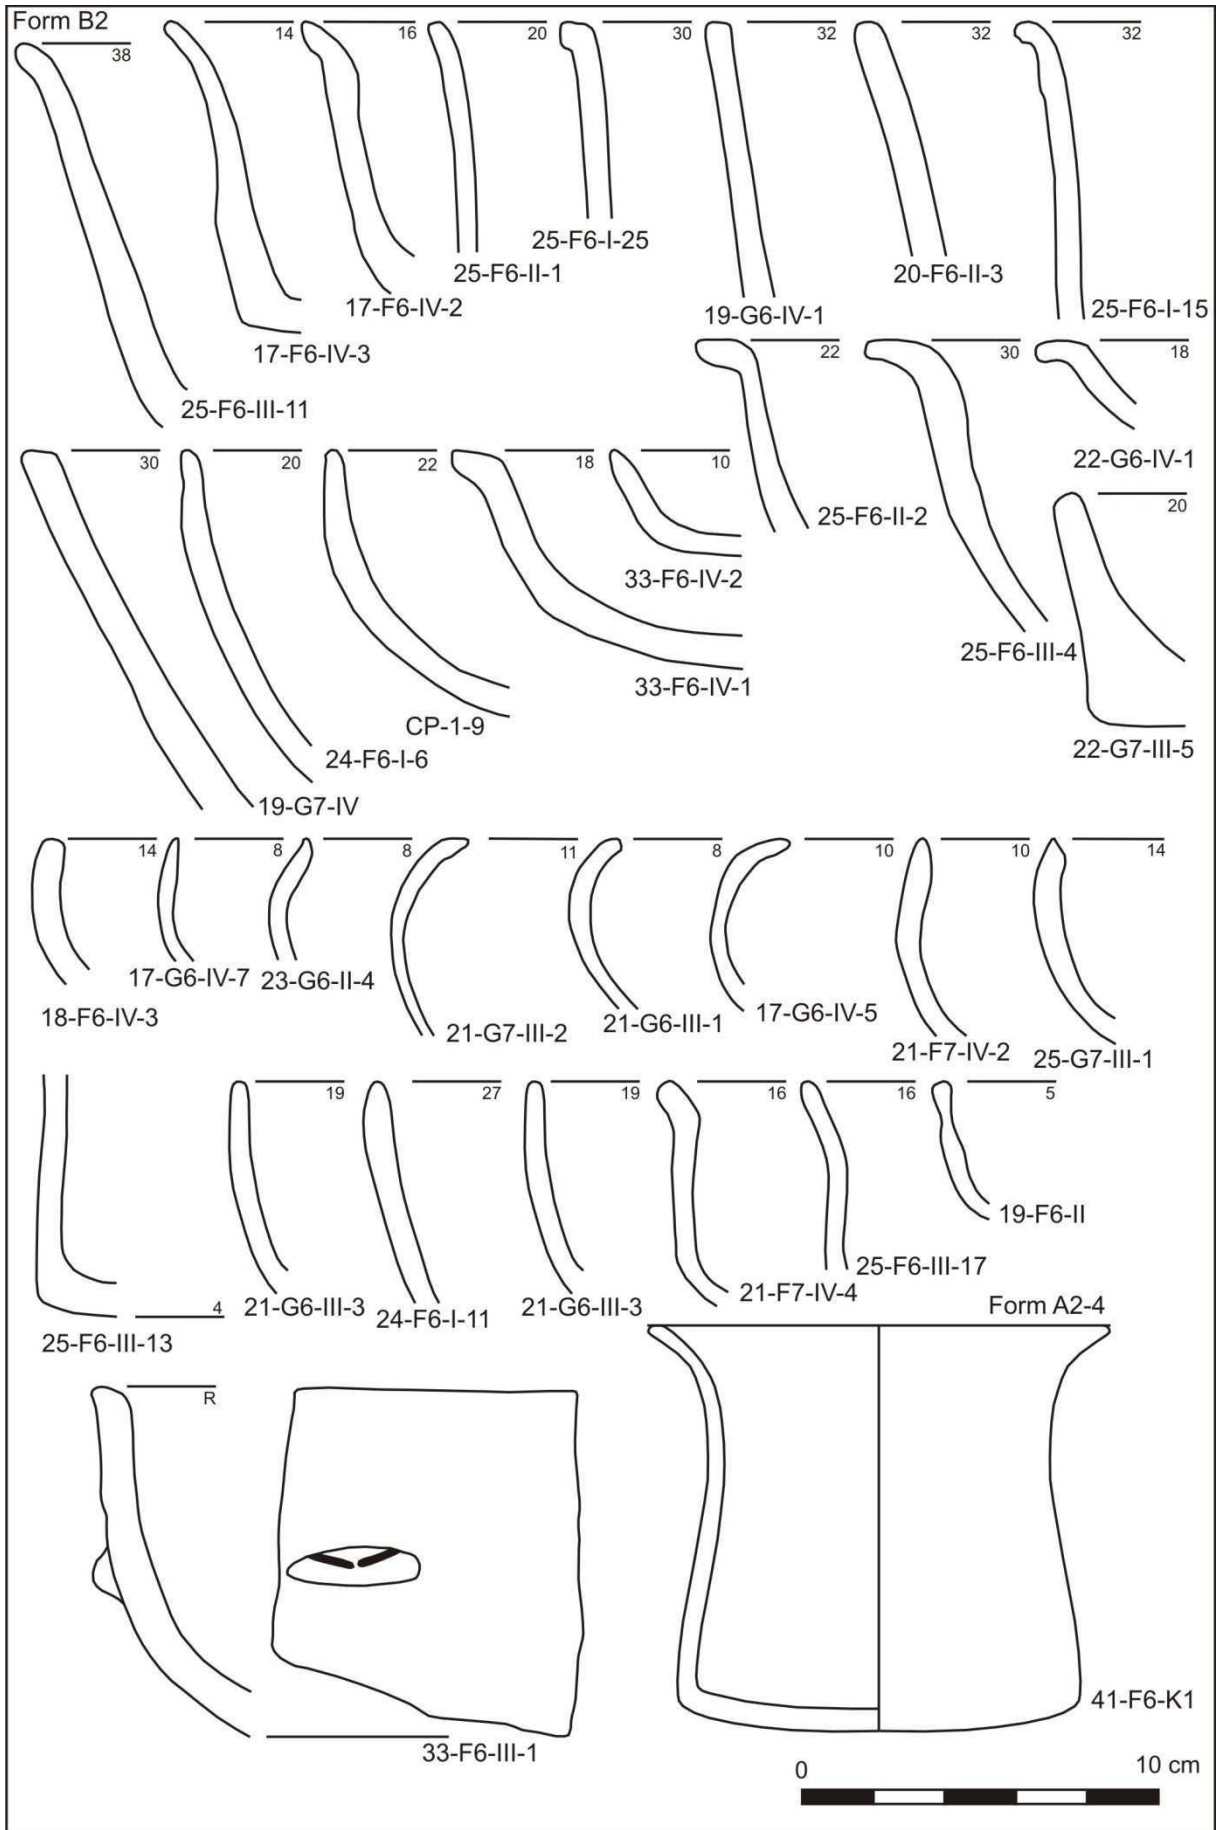 Form B2
38
14
16
20
30
32
32
32
25-F6-I-25
25-F6-II-1
20-F6-II-3
17-F6-IV-2
19-G6-IV-1
25-F6-I-15
17-F6-IV-3
25-F6-III-11
22
30
18
22-G6-IV-1
30
20
22
18
10
20
25-F6-II-2
33-F6-IV-2
25-F6-III-4
33-F6-IV-1
CP-1-9
22-G7-III-5
24-F6-I-6
19-G7-IV
14
8
8
11
8
10
10
14
17-G6-IV-7
23-G6-II-4
18-F6-IV-3
21-G7-III-2
21-G6-III-1
17-G6-IV-5
21-F7-IV-2
25-G7-III-1
19
27
19
16
16
5
19-F6-II
25-F6-III-17
21-F7-IV-4
4
21-G6-III-3
24-F6-I-11
21-G6-III-3
Form A2-4
25-F6-III-13
R
41-F6-K1
33-F6-III-1
0
10 cm